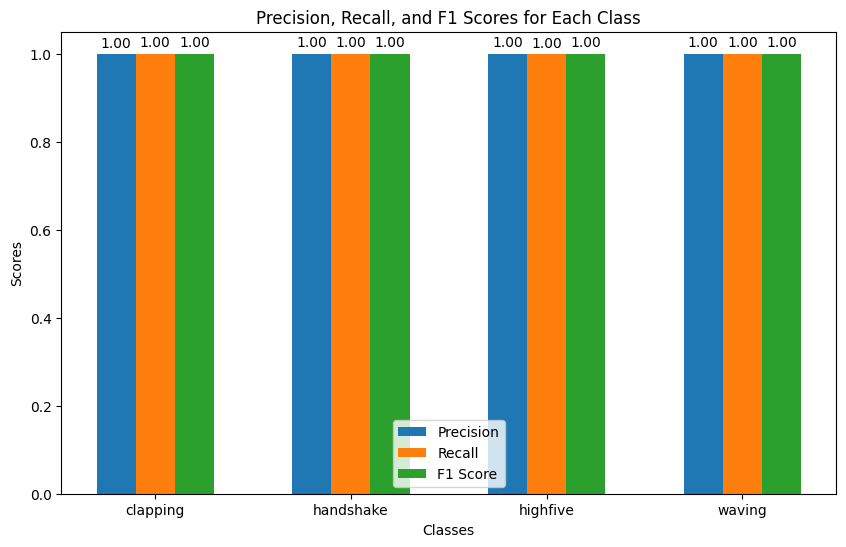 Precision, Recall, and F1 Scores for Each Class
1.00 1.00 1.00 1.00 1.00 1.00 1.00 1.00 1.00 1.00 1.00 1.00
1.0
0.8
0.6
0.4
0.2
0.0
Scores
Precision
Recall
F1 Score
clapping handshake highfive waving
Classes